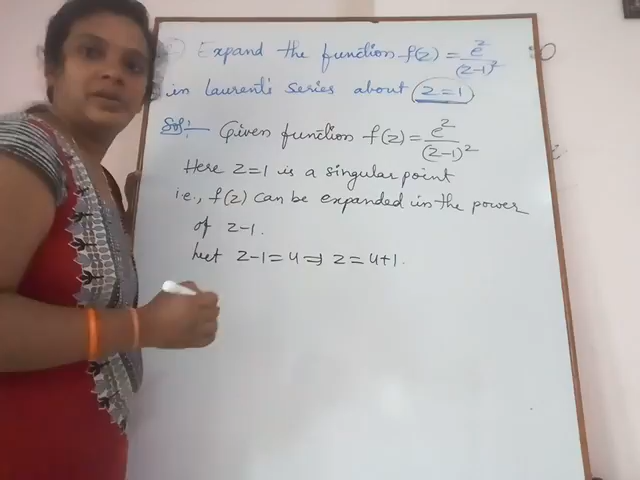 Expand the function f(z) = e^z/(z-1)^2
in Laurent's series about z=1
Sol:- Given function f(z) = e^z/(z-1)^2
Here z=1 is a singular point
i.e., f(z) can be expanded in the power
of z-1.
Let z-1=u ⇒ z=u+1.